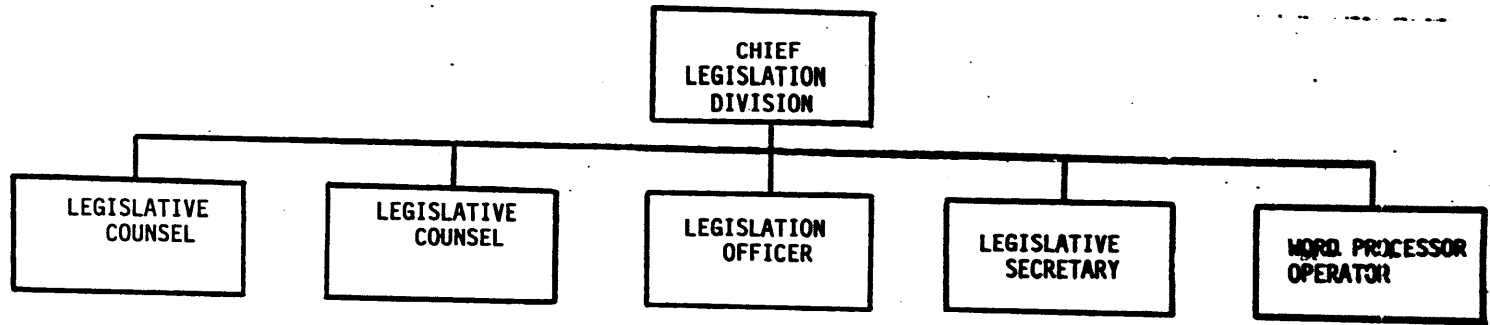 CHIEF
LEGISLATION
DIVISION
LEGISLATIVE
COUNSEL
LEGISLATIVE
COUNSEL
LEGISLATION
OFFICER
LEGISLATIVE
SECRETARY
WORD PROCESSOR
OPERATOR